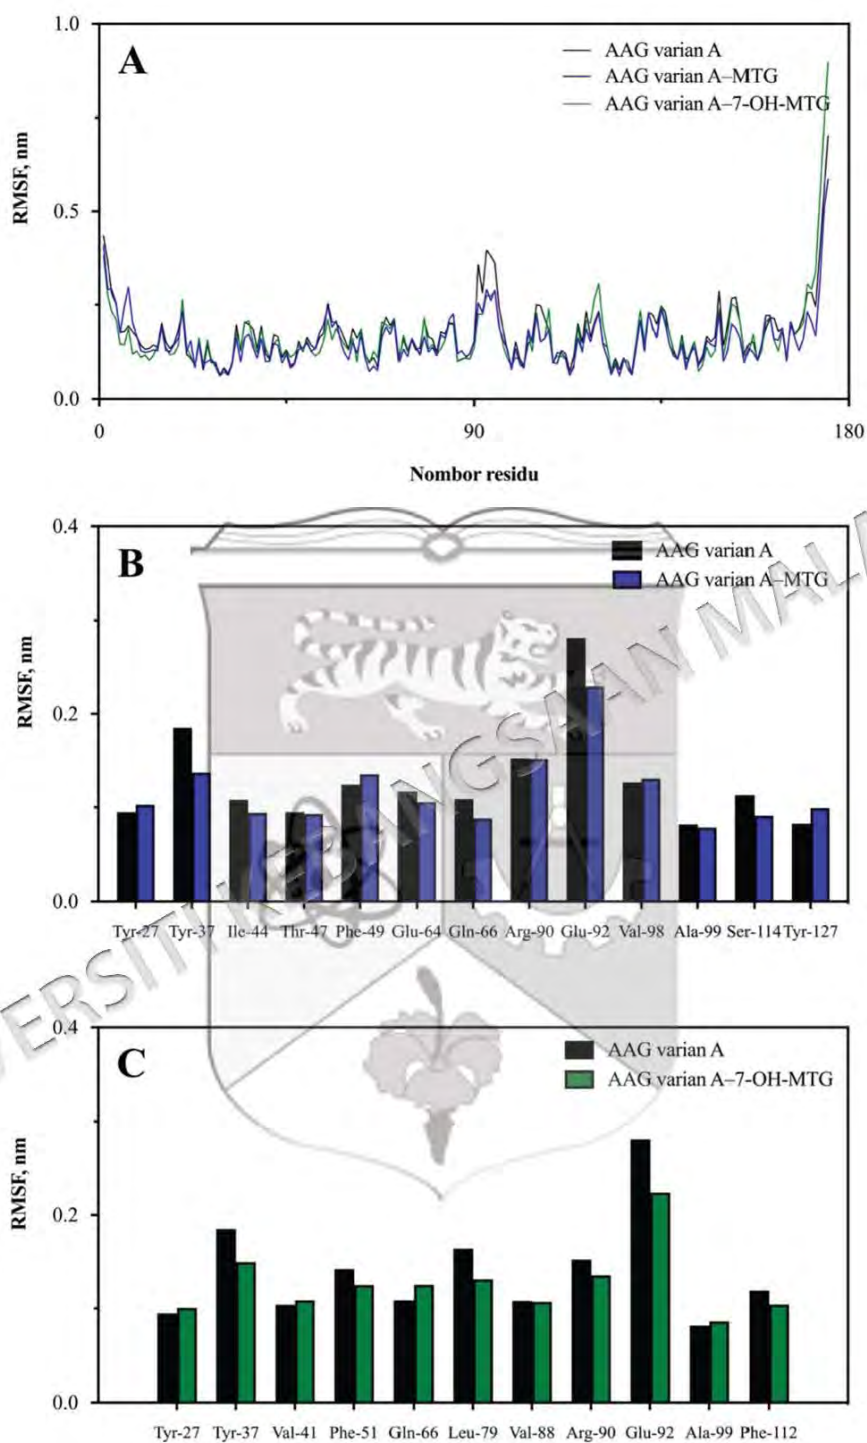 1.0
A
AAG varian A
AAG varian A–MTG
AAG varian A–7-OH-MTG
RMSF, nm
0.5
0.0
0
90
180
Nombor residu
0.4
B
AAG varian A
AAG varian A–MTG
RMSF, nm
0.2
0.0
Tyr-27 Tyr-37 Ile-44 Thr-47 Phe-49 Glu-64 Gln-66 Arg-90 Glu-92 Val-98 Ala-99 Ser-114 Tyr-127
0.4
C
AAG varian A
AAG varian A–7-OH-MTG
RMSF, nm
0.2
0.0
Tyr-27 Tyr-37 Val-41 Phe-51 Gln-66 Leu-79 Val-88 Arg-90 Glu-92 Ala-99 Phe-112
VERSITI KEBANGSAAN MALA